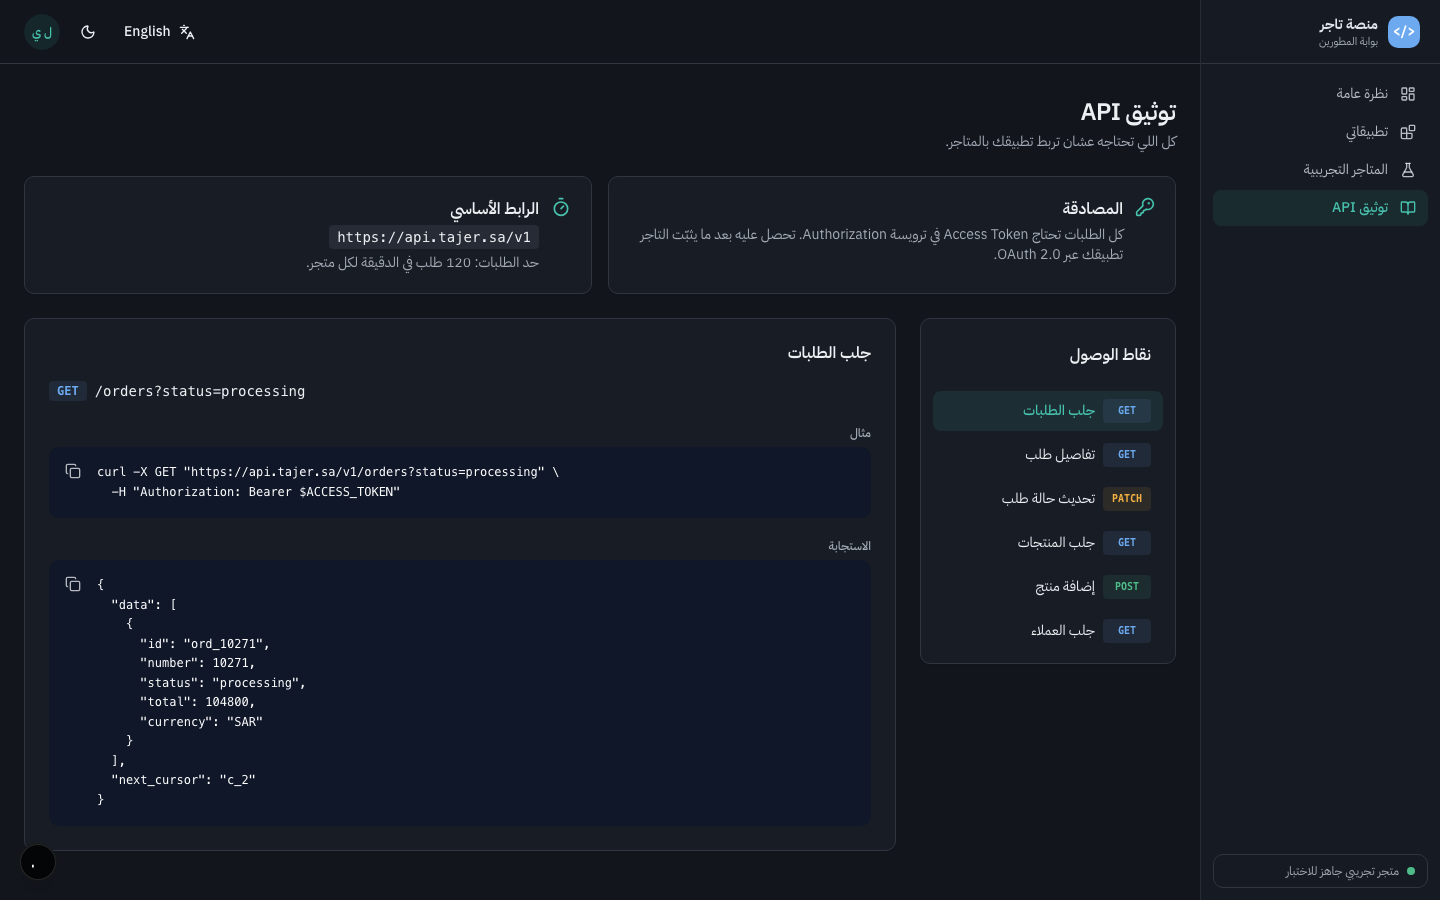 </>
منصة تاجر
بوابة المطورين
English
ل ي
نظرة عامة
تطبيقاتي
المتاجر التجريبية
توثيق API
متجر تجريبي جاهز للاختبار
توثيق API
كل اللي تحتاجه عشان تربط تطبيقك بالمتاجر.
المصادقة
كل الطلبات تحتاج Access Token في ترويسة Authorization. تحصل عليه بعد ما يثبّت التاجر
تطبيقك عبر OAuth 2.0.
الرابط الأساسي
https://api.tajer.sa/v1
حد الطلبات: 120 طلب في الدقيقة لكل متجر.
نقاط الوصول
GET جلب الطلبات
GET تفاصيل طلب
PATCH تحديث حالة طلب
GET جلب المنتجات
POST إضافة منتج
GET جلب العملاء
جلب الطلبات
GET /orders?status=processing
مثال
curl -X GET "https://api.tajer.sa/v1/orders?status=processing" \
  -H "Authorization: Bearer $ACCESS_TOKEN"
الاستجابة
{
  "data": [
    {
      "id": "ord_10271",
      "number": 10271,
      "status": "processing",
      "total": 104800,
      "currency": "SAR"
    }
  ],
  "next_cursor": "c_2"
}